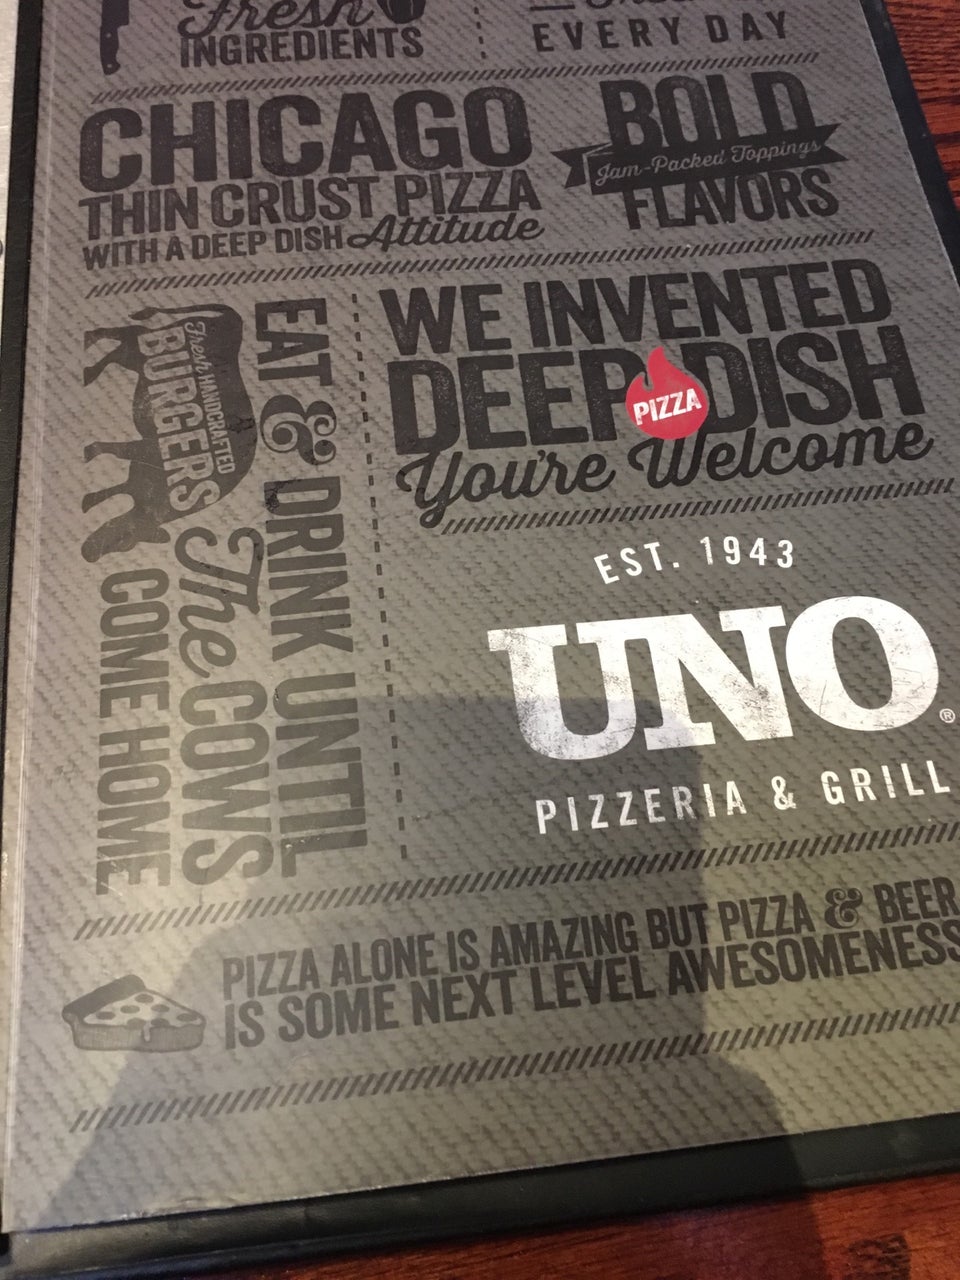 Fresh
INGREDIENTS
EVERY DAY
CHICAGO
THIN CRUST PIZZA
WITH A DEEP DISH Attitude
BOLD
Jam-Packed Toppings
FLAVORS
EAT & DRINK UNTIL
The COWS
COME HOME
Fresh HANDCRAFTED
BURGERS
WE INVENTED
DEEP DISH
PIZZA
You're Welcome
EST. 1943
UNO®
PIZZERIA & GRILL
PIZZA ALONE IS AMAZING BUT PIZZA & BEER
IS SOME NEXT LEVEL AWESOMENESS